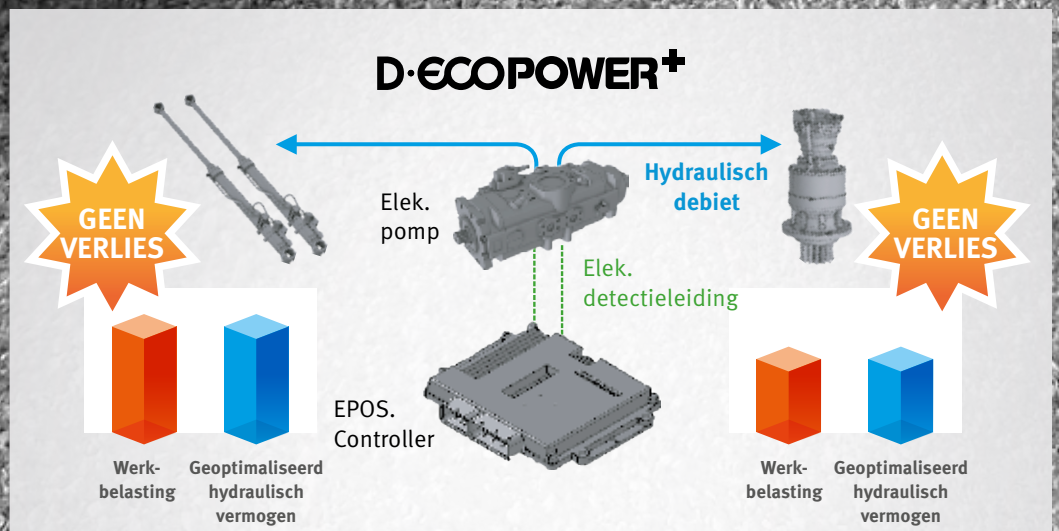 D·ECOPOWER+
GEEN
VERLIES
Elek.
pomp
Hydraulisch
debiet
GEEN
VERLIES
Elek.
detectieleiding
EPOS.
Controller
Werk-
belasting
Geoptimaliseerd
hydraulisch
vermogen
Werk-
belasting
Geoptimaliseerd
hydraulisch
vermogen